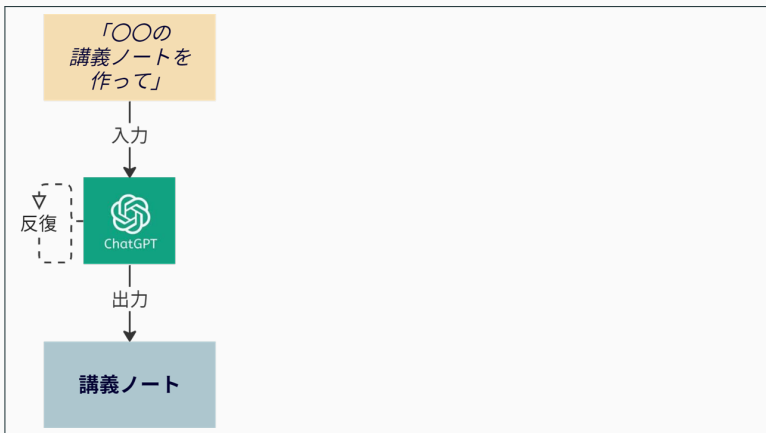 「〇〇の
講義ノートを
作って」
入力
反復
ChatGPT
出力
講義ノート